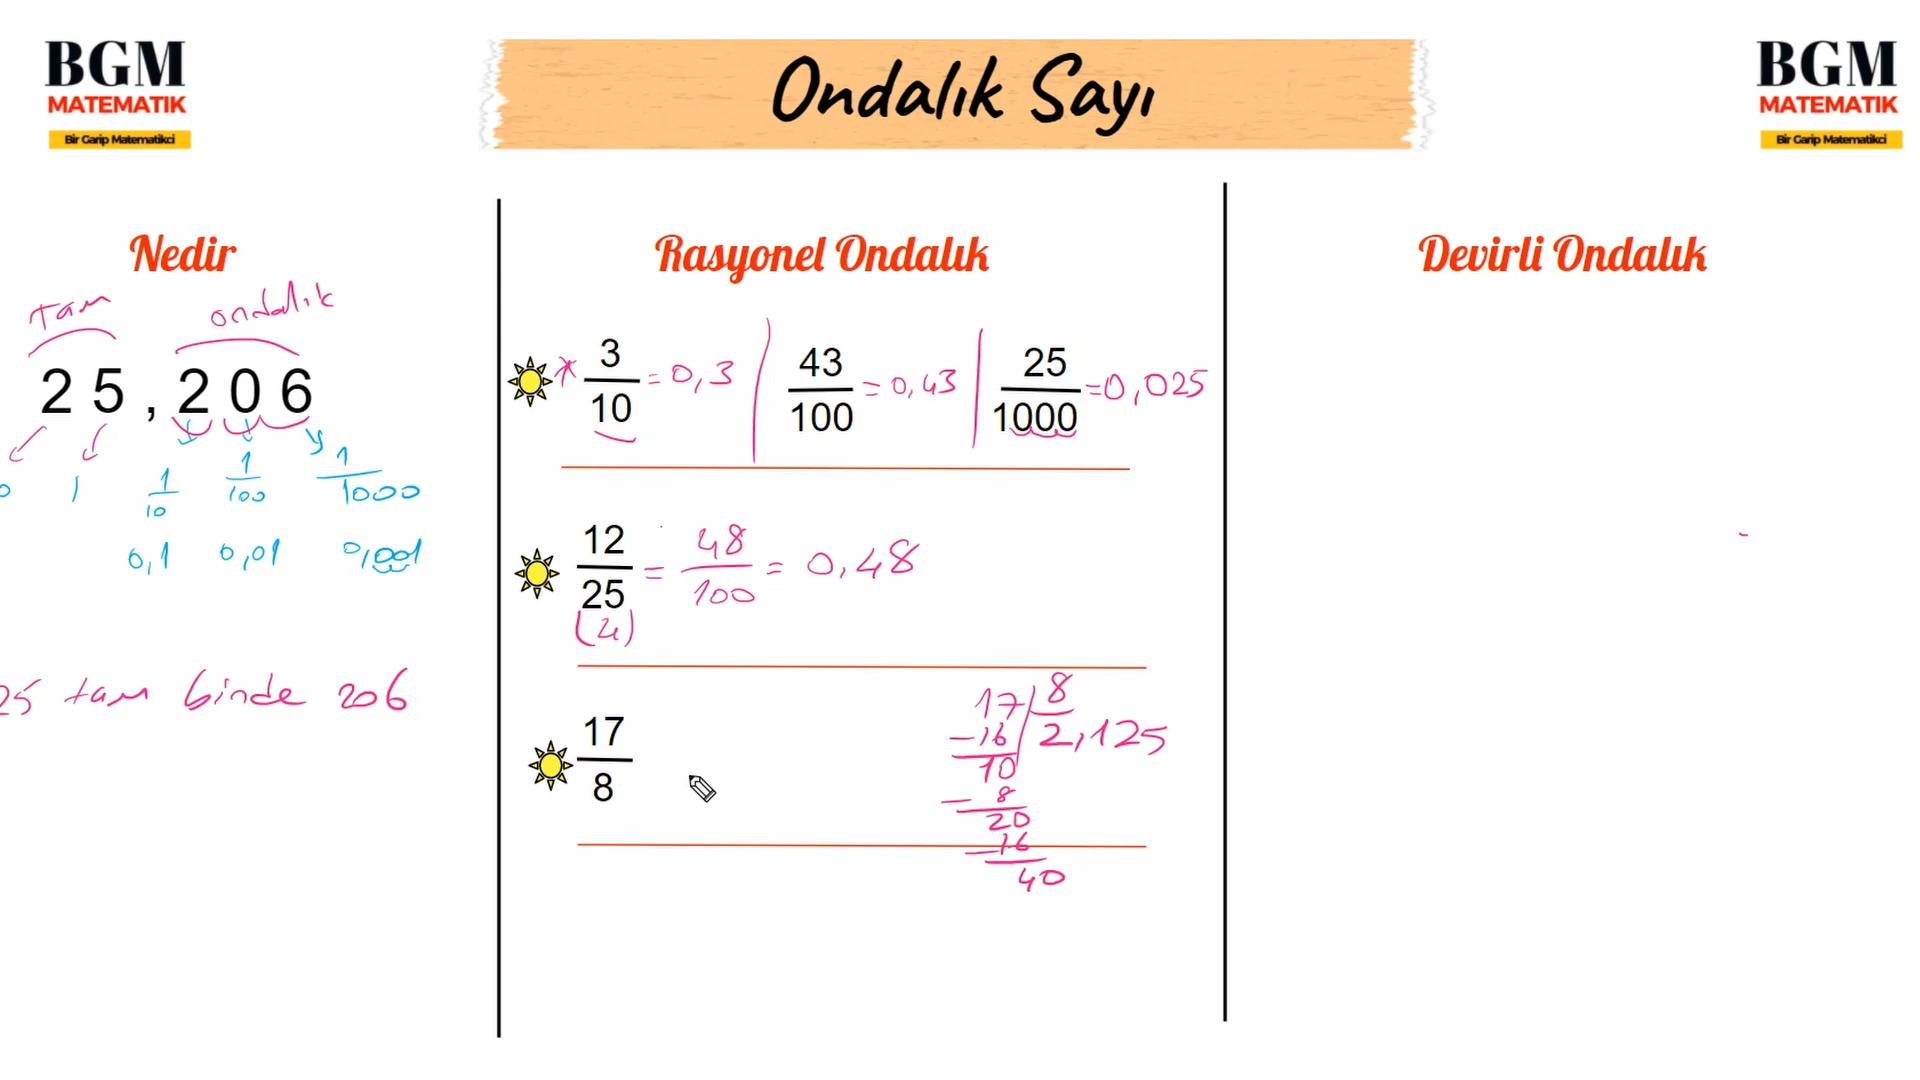 BGM
MATEMATIK
Bir Garip Matematikci
Ondalık Sayı
BGM
MATEMATIK
Bir Garip Matematikci
Nedir
tam ondalık
25,206
0 1 1/10 1/100 1/1000
0,1 0,01 0,001
25 tam binde 206
Rasyonel Ondalık
3/10 = 0,3 | 43/100 = 0,43 | 25/1000 = 0,025
12/25 = 48/100 = 0,48
(4)
17/8
17 | 8
-16 2,125
10
- 8
20
-16
40
Devirli Ondalık